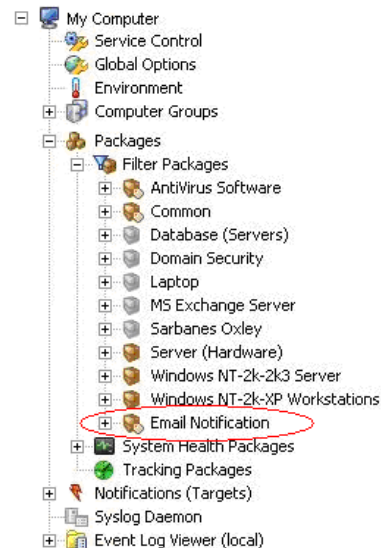 My Computer
Service Control
Global Options
Environment
Computer Groups
Packages
Filter Packages
AntiVirus Software
Common
Database (Servers)
Domain Security
Laptop
MS Exchange Server
Sarbanes Oxley
Server (Hardware)
Windows NT-2k-2k3 Server
Windows NT-2k-XP Workstations
Email Notification
System Health Packages
Tracking Packages
Notifications (Targets)
Syslog Daemon
Event Log Viewer (local)